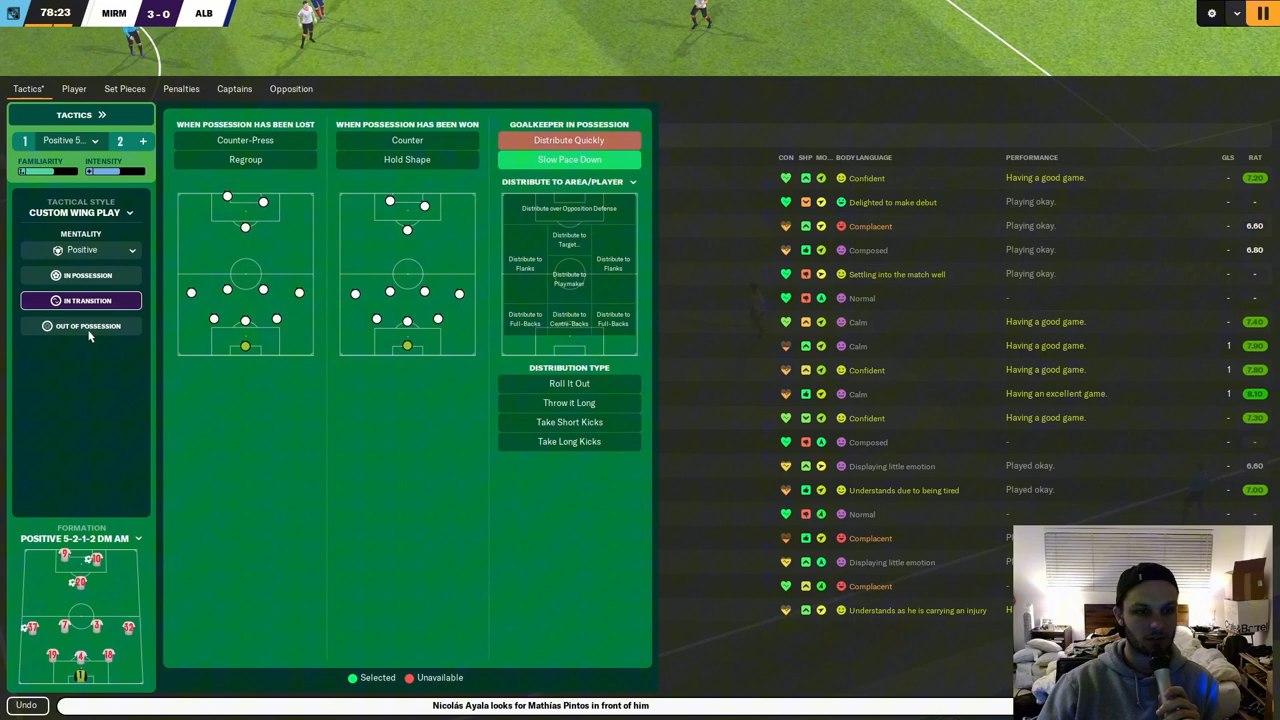 78:23 MIRM 3 - 0 ALB
Tactics* Player Set Pieces Penalties Captains Opposition
TACTICS
1 Positive 5... 2 +
FAMILIARITY INTENSITY
TACTICAL STYLE
CUSTOM WING PLAY
MENTALITY
Positive
IN POSSESSION
IN TRANSITION
OUT OF POSSESSION
FORMATION
POSITIVE 5-2-1-2 DM AM
9 10
20
37 7 3 32
19 4 18
1
WHEN POSSESSION HAS BEEN LOST
Counter-Press
Regroup
WHEN POSSESSION HAS BEEN WON
Counter
Hold Shape
GOALKEEPER IN POSSESSION
Distribute Quickly
Slow Pace Down
DISTRIBUTE TO AREA/PLAYER
Distribute over Opposition Defense
Distribute to Target...
Distribute to Flanks
Distribute to Playmaker
Distribute to Flanks
Distribute to Full-Backs
Distribute to Centre-Backs
Distribute to Full-Backs
DISTRIBUTION TYPE
Roll It Out
Throw it Long
Take Short Kicks
Take Long Kicks
Selected Unavailable
CON SHP MO... BODY LANGUAGE PERFORMANCE GLS RAT
Confident Having a good game. - 7.20
Delighted to make debut Playing okay. - -
Complacent Playing okay. - 6.60
Composed Playing okay. - 6.80
Settling into the match well Playing okay. - -
Normal - - -
Calm Having a good game. - 7.40
Calm Having a good game. 1 7.90
Confident Having a good game. 1 7.80
Calm Having an excellent game. 1 8.10
Confident Having a good game. - 7.30
Composed - - -
Displaying little emotion Played okay. - 6.60
Understands due to being tired Played okay. - 7.00
Normal - - -
Complacent
Displaying little emotion
Complacent
Understands as he is carrying an injury
Undo
Nicolás Ayala looks for Mathías Pintos in front of him